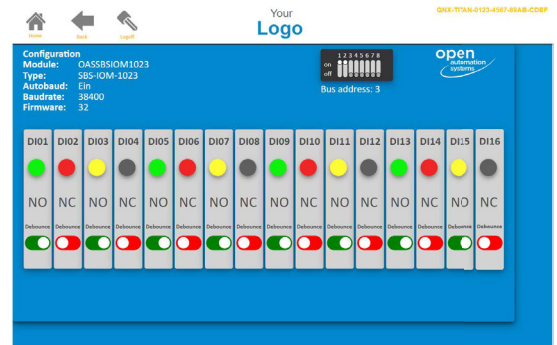 Home
Back
Logoff
Your
Logo
QNX-TITAN-0123-4567-89AB-CDEF
Configuration
Module: OASSBSIOM1023
Type: SBS-IOM-1023
Autobaud: Ein
Baudrate: 38400
Firmware: 32
1 2 3 4 5 6 7 8
on
off
Bus address: 3
open
automation
systems
DI01 DI02 DI03 DI04 DI05 DI06 DI07 DI08 DI09 DI10 DI11 DI12 DI13 DI14 DI15 DI16
NO NC NO NC NO NC NO NC NO NC NO NC NO NC NO NC
Debounce Debounce Debounce Debounce Debounce Debounce Debounce Debounce Debounce Debounce Debounce Debounce Debounce Debounce Debounce Debounce